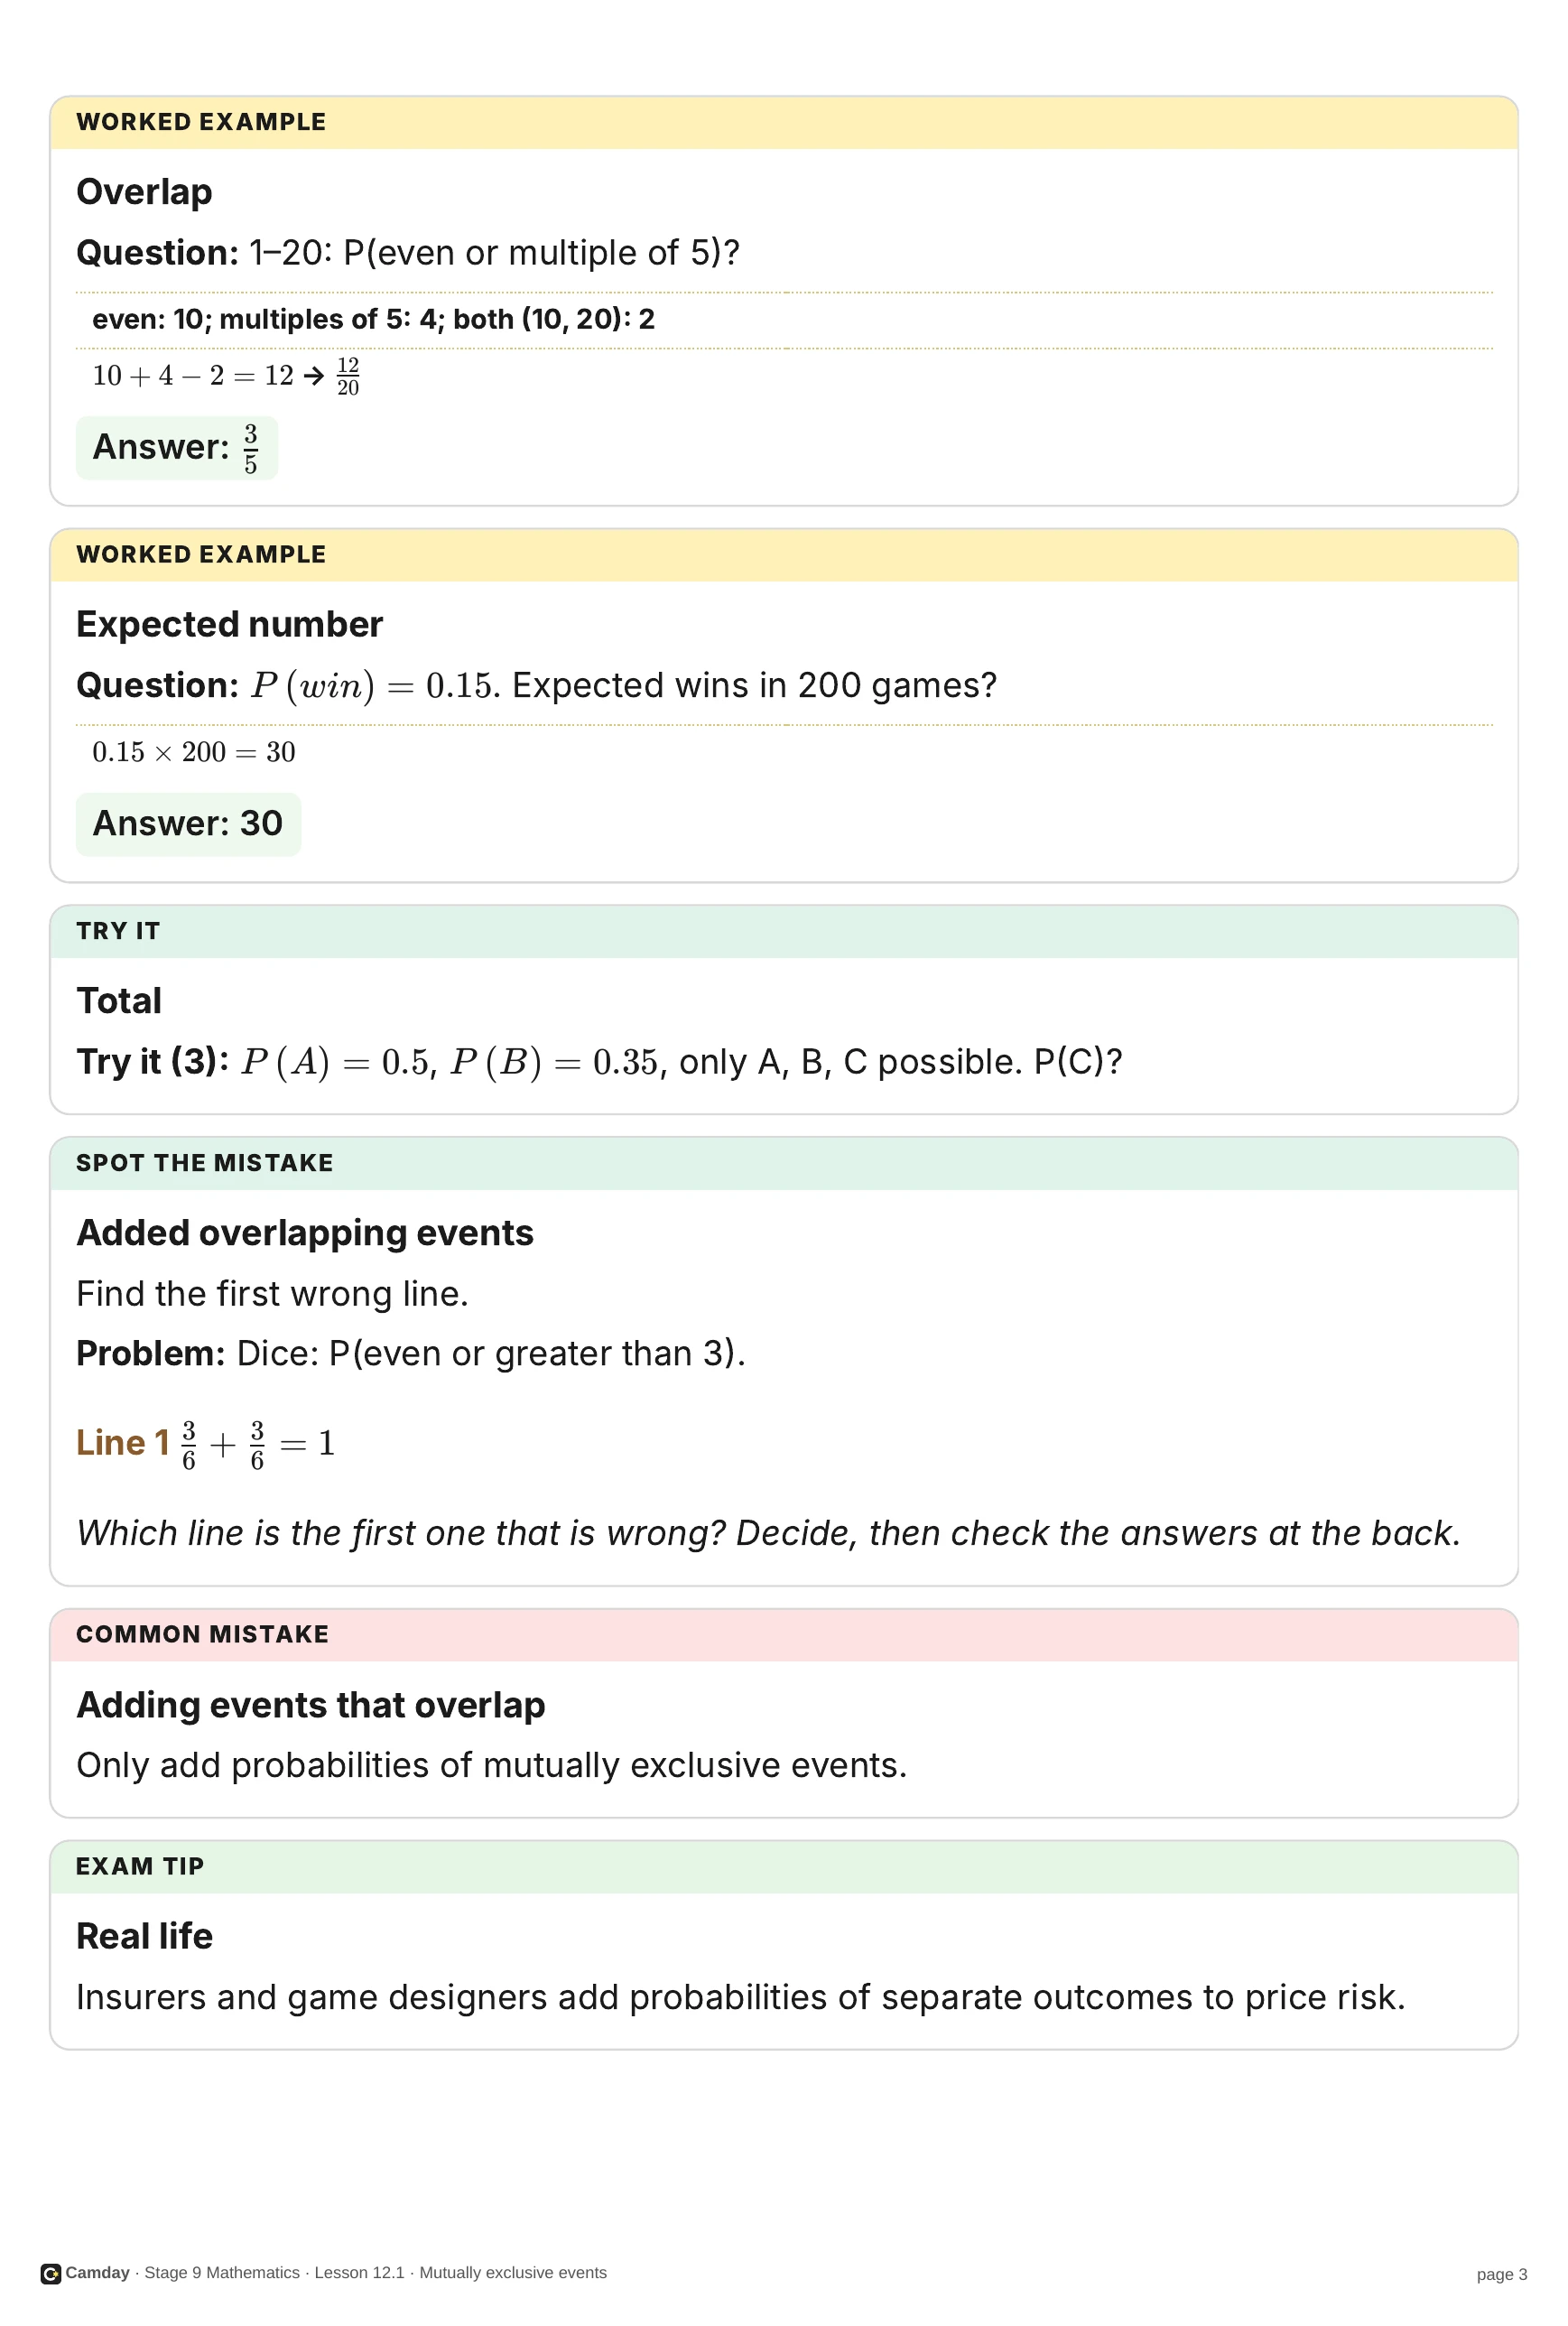 WORKED EXAMPLE
Overlap
Question: 1–20: P(even or multiple of 5)?
even: 10; multiples of 5: 4; both (10, 20): 2
10 + 4 − 2 = 12 → 12/20
Answer: 3/5
WORKED EXAMPLE
Expected number
Question: P (win) = 0.15. Expected wins in 200 games?
0.15 × 200 = 30
Answer: 30
TRY IT
Total
Try it (3): P (A) = 0.5, P (B) = 0.35, only A, B, C possible. P(C)?
SPOT THE MISTAKE
Added overlapping events
Find the first wrong line.
Problem: Dice: P(even or greater than 3).
Line 1 3/6 + 3/6 = 1
Which line is the first one that is wrong? Decide, then check the answers at the back.
COMMON MISTAKE
Adding events that overlap
Only add probabilities of mutually exclusive events.
EXAM TIP
Real life
Insurers and game designers add probabilities of separate outcomes to price risk.
Camday · Stage 9 Mathematics · Lesson 12.1 · Mutually exclusive events
page 3